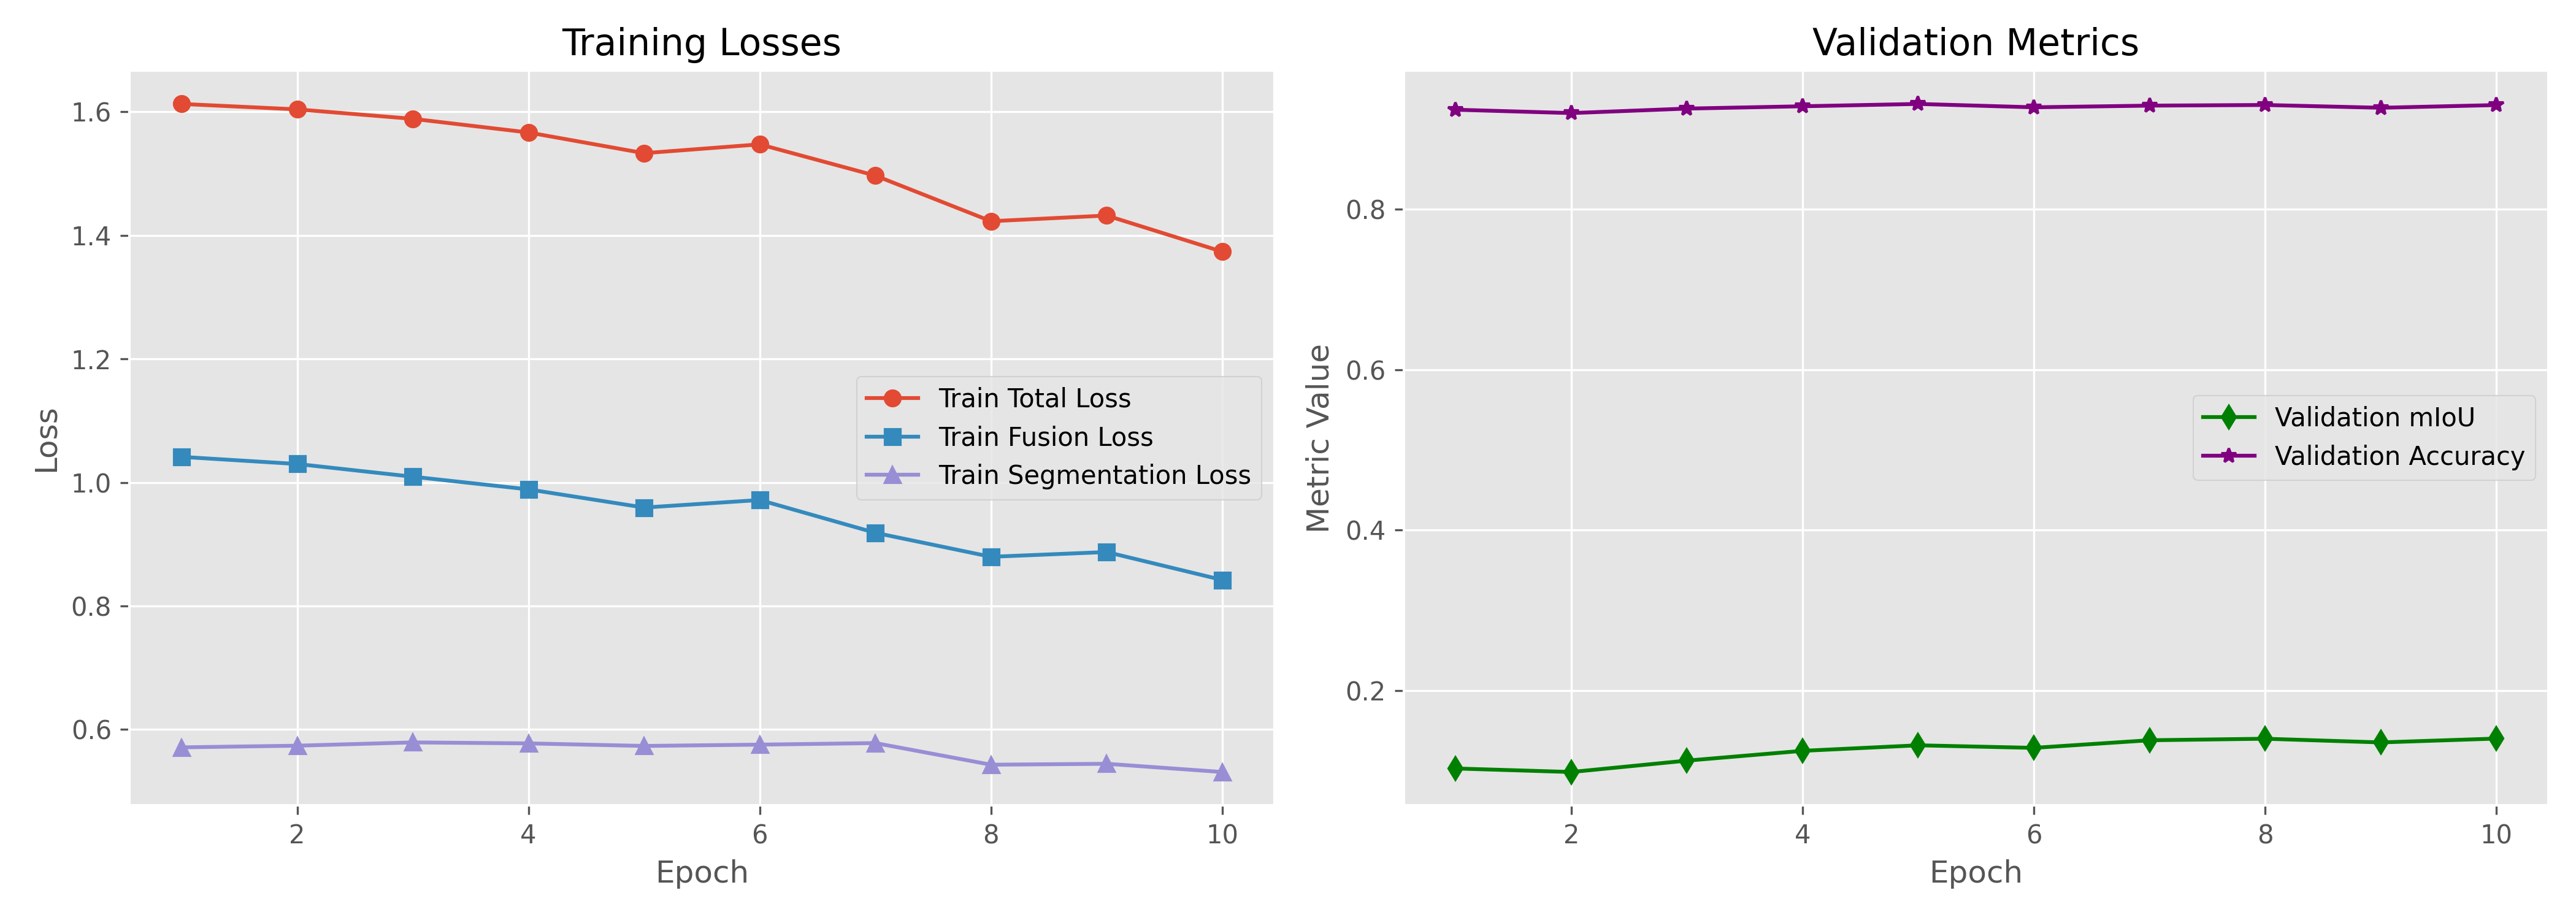 Training Losses
Loss
1.6
1.4
1.2
1.0
0.8
0.6
Train Total Loss
Train Fusion Loss
Train Segmentation Loss
2 4 6 8 10
Epoch
Validation Metrics
Metric Value
0.8
0.6
0.4
0.2
Validation mIoU
Validation Accuracy
2 4 6 8 10
Epoch